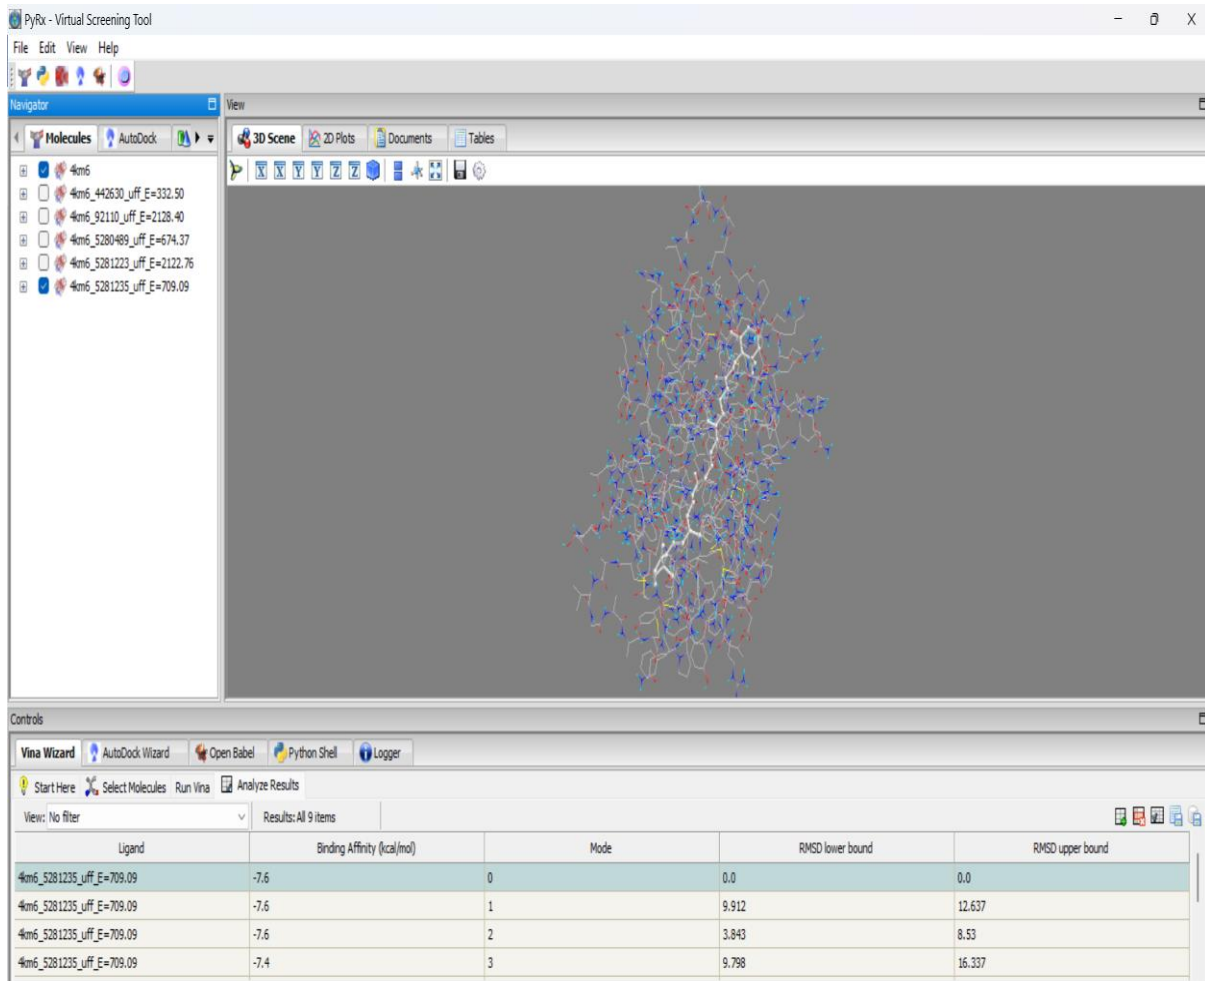 PyRx - Virtual Screening Tool
File Edit View Help
Navigator
View
Molecules AutoDock
3D Scene 2D Plots Documents Tables
X X Y Y Z Z
4km6
4km6_442630_uff_E=332.50
4km6_92110_uff_E=2128.40
4km6_5280489_uff_E=674.37
4km6_5281223_uff_E=2122.76
4km6_5281235_uff_E=709.09
Controls
Vina Wizard AutoDock Wizard Open Babel Python Shell Logger
Start Here Select Molecules Run Vina Analyze Results
View: No filter Results: All 9 items
Ligand Binding Affinity (kcal/mol) Mode RMSD lower bound RMSD upper bound
4km6_5281235_uff_E=709.09 -7.6 0 0.0 0.0
4km6_5281235_uff_E=709.09 -7.6 1 9.912 12.637
4km6_5281235_uff_E=709.09 -7.6 2 3.843 8.53
4km6_5281235_uff_E=709.09 -7.4 3 9.798 16.337